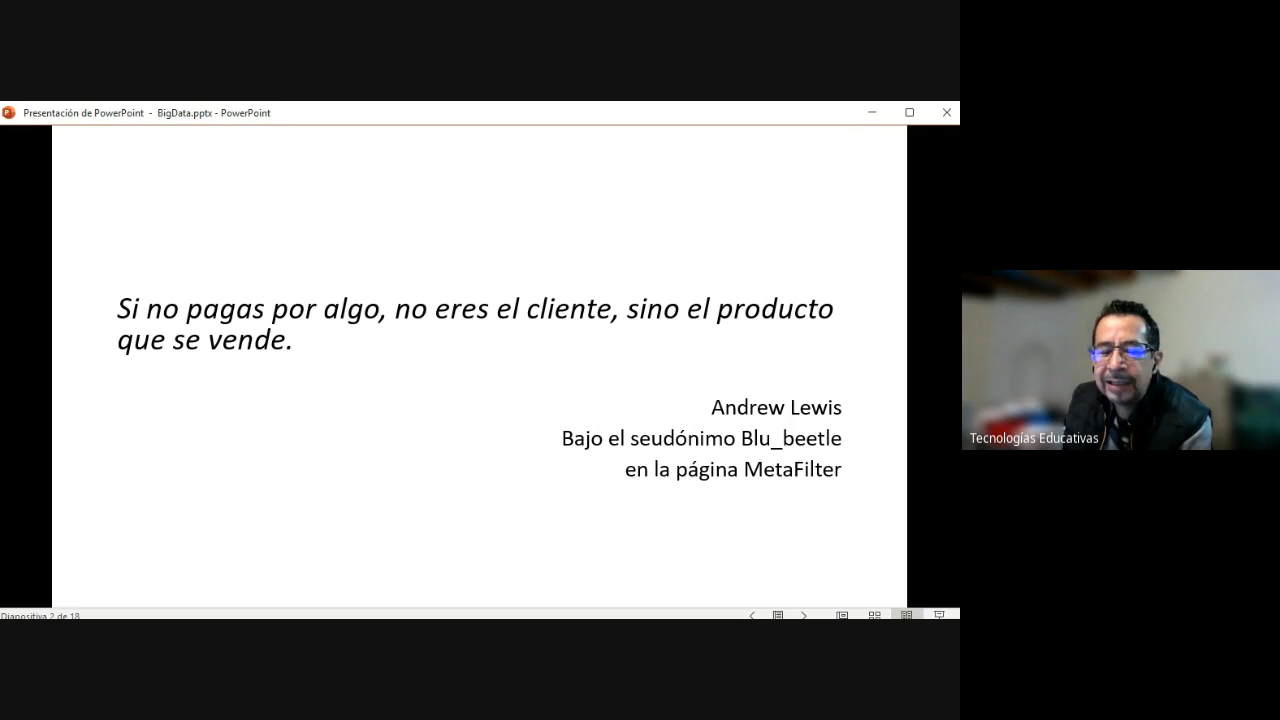 Presentación de PowerPoint - BigData.pptx - PowerPoint
Si no pagas por algo, no eres el cliente, sino el producto
que se vende.
Andrew Lewis
Bajo el seudónimo Blu_beetle
en la página MetaFilter
Tecnologías Educativas
Diapositiva 2 de 18